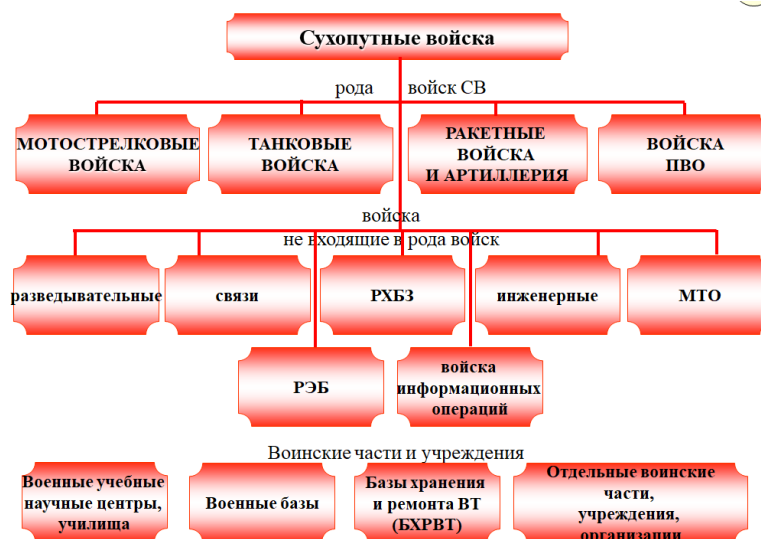 Сухопутные войска
рода войск СВ
МОТОСТРЕЛКОВЫЕ
ВОЙСКА
ТАНКОВЫЕ
ВОЙСКА
РАКЕТНЫЕ
ВОЙСКА
И АРТИЛЛЕРИЯ
ВОЙСКА
ПВО
войска
не входящие в рода войск
разведывательные
связи
РХБЗ
инженерные
МТО
РЭБ
войска
информационных
операций
Воинские части и учреждения
Военные учебные
научные центры,
училища
Военные базы
Базы хранения
и ремонта ВТ
(БХРВТ)
Отдельные воинские
части,
учреждения,
организации